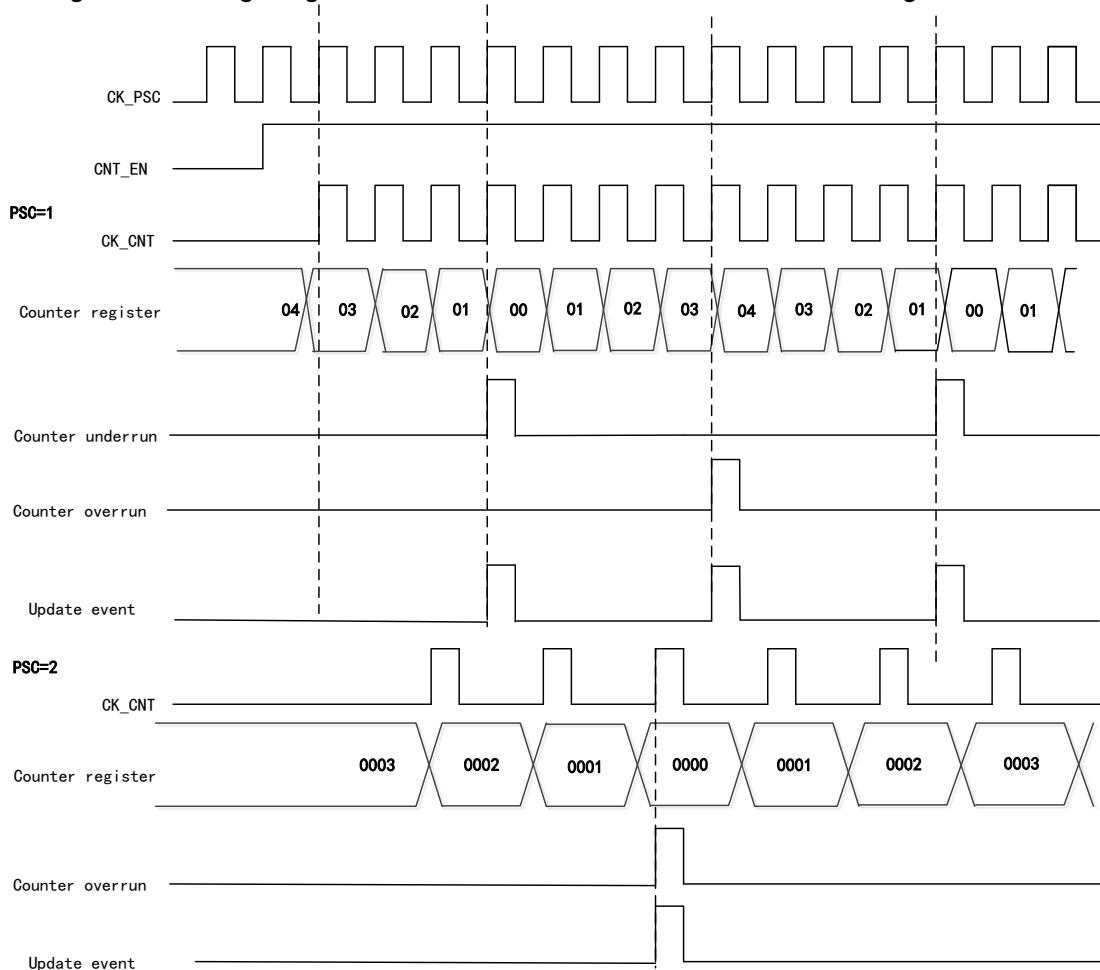 CK_PSC
CNT_EN
PSC=1
CK_CNT
Counter register 04 03 02 01 00 01 02 03 04 03 02 01 00 01
Counter underrun
Counter overrun
Update event
PSC=2
CK_CNT
Counter register 0003 0002 0001 0000 0001 0002 0003
Counter overrun
Update event